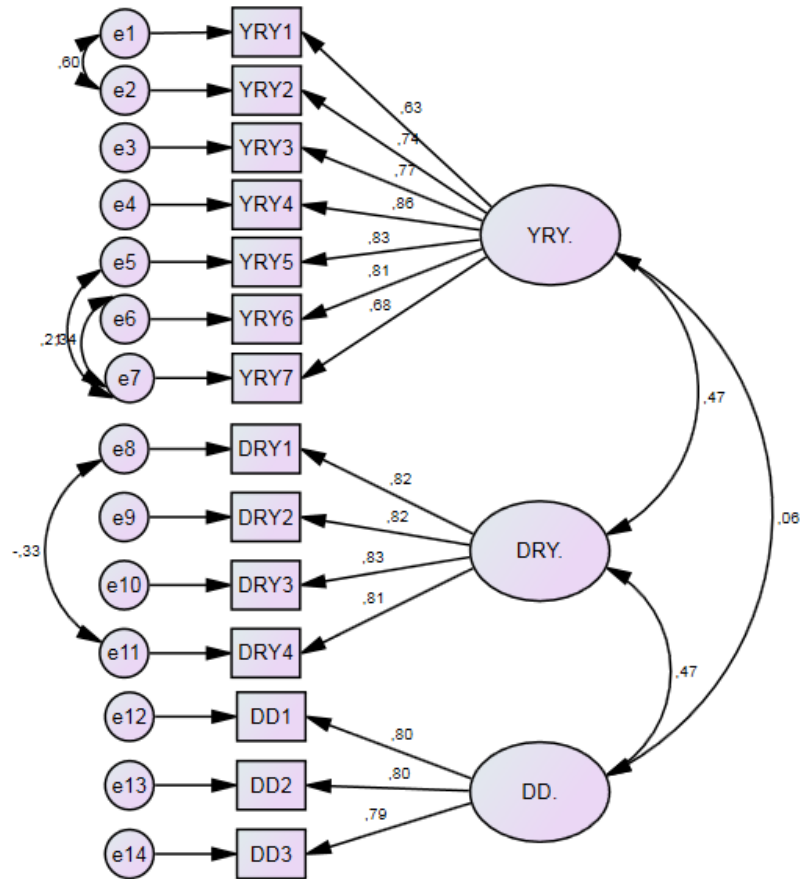 e1 YRY1
,60
e2 YRY2
,63
,74
e3 YRY3
,77
e4 YRY4
,86
YRY.
e5 YRY5
,83
e6 YRY6
,81
,68
e7 YRY7
,47
e8 DRY1
,82
e9 DRY2
,82
,06
-,33
DRY.
e10 DRY3
,83
e11 DRY4
,81
,47
e12 DD1
,80
e13 DD2
,80
DD.
,79
e14 DD3